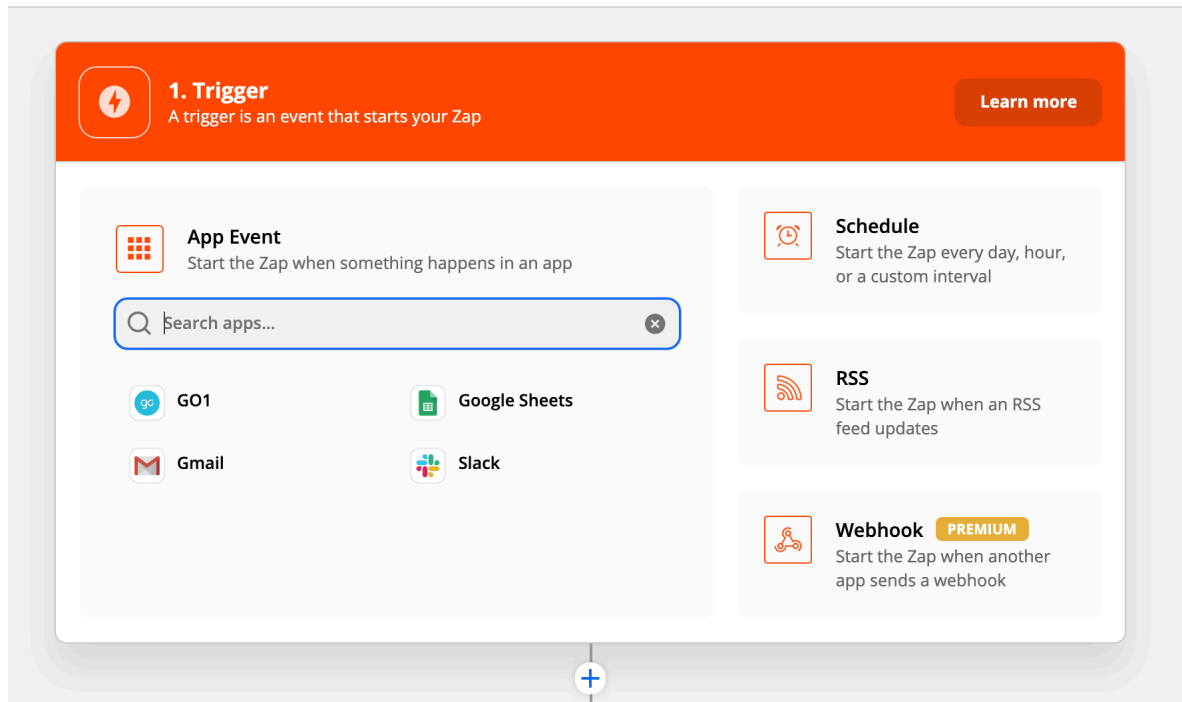 1. Trigger
A trigger is an event that starts your Zap
Learn more
App Event
Start the Zap when something happens in an app
Search apps...
go
GO1
Google Sheets
Gmail
Slack
Schedule
Start the Zap every day, hour,
or a custom interval
RSS
Start the Zap when an RSS
feed updates
Webhook PREMIUM
Start the Zap when another
app sends a webhook